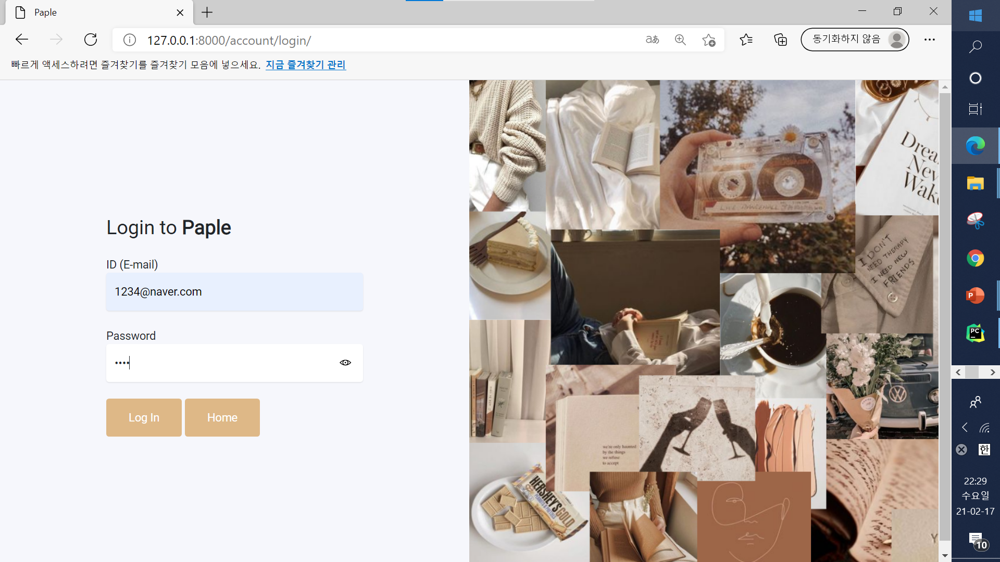 Paple
127.0.0.1:8000/account/login/
aあ
동기화하지 않음
빠르게 액세스하려면 즐겨찾기를 즐겨찾기 모음에 넣으세요. 지금 즐겨찾기 관리
Login to Paple
ID (E-mail)
1234@naver.com
Password
Log In
Home
I DON'T
NEED THERAPY
I NEED NEW
FRIENDS
we're only haunted
by the things
we refuse
to accept
HERSHEY'S
GOLD
P
PC
한
22:29
수요일
21-02-17
10